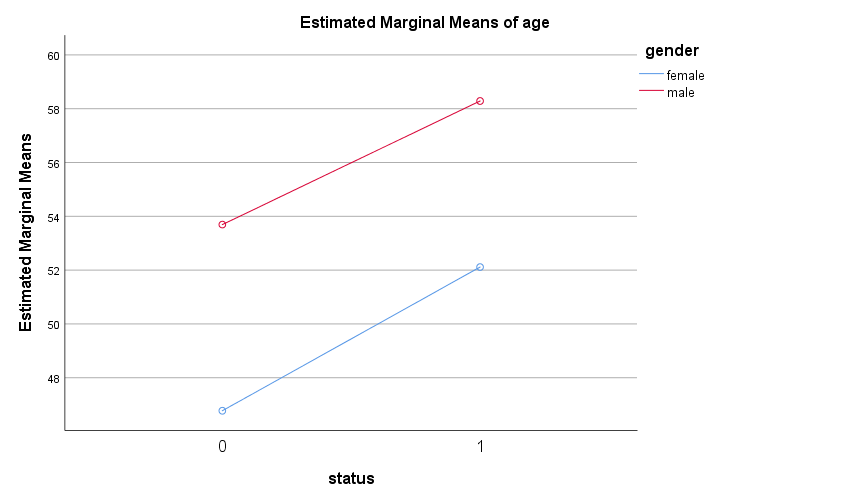 Estimated Marginal Means of age
gender
female
male
Estimated Marginal Means
60
58
56
54
52
50
48
0 1
status